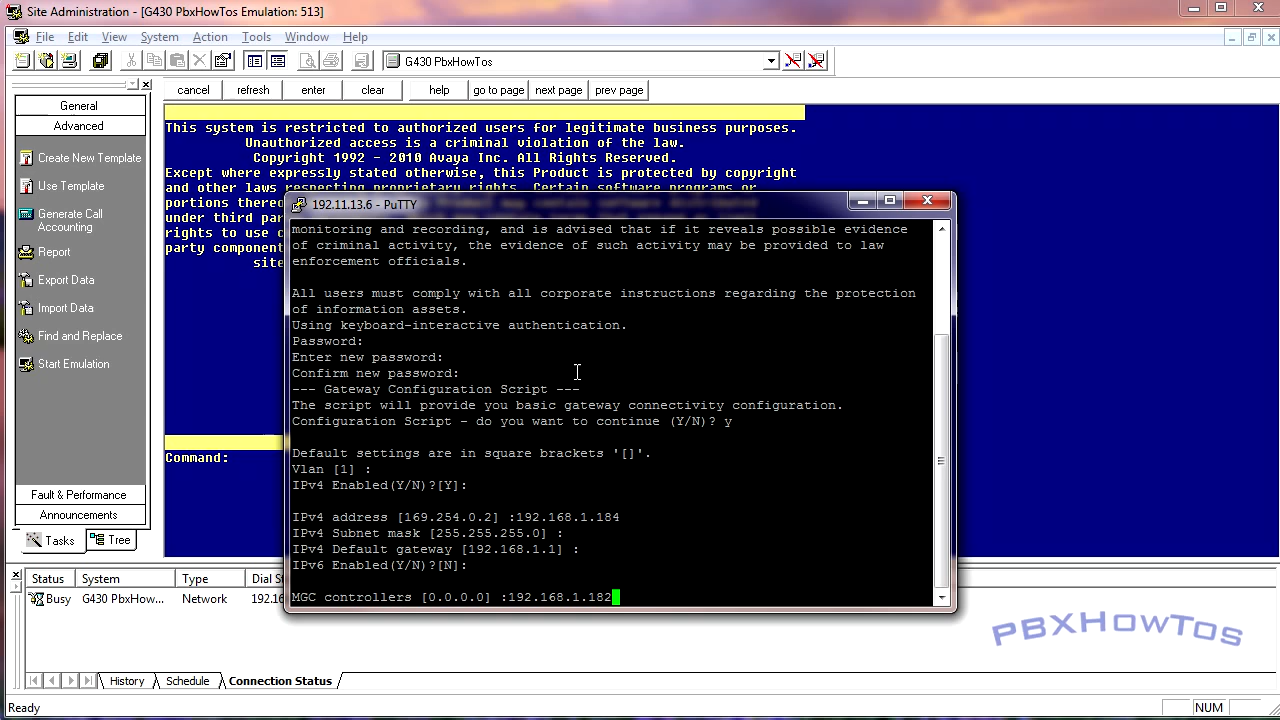 Site Administration - [G430 PbxHowTos Emulation: 513]
File Edit View System Action Tools Window Help
G430 PbxHowTos
General
Advanced
Create New Template
Use Template
Generate Call
Accounting
Report
Export Data
Import Data
Find and Replace
Start Emulation
Fault & Performance
Announcements
Tasks Tree
cancel refresh enter clear help go to page next page prev page
This system is restricted to authorized users for legitimate business purposes.
Unauthorized access is a criminal violation of the law.
Copyright 1992 - 2010 Avaya Inc. All Rights Reserved.
Except where expressly stated otherwise, this Product is protected by copyright
and other laws respecting proprietary rights. Certain software programs or
portions thereo
under third par
rights to use o
party component
site
Command:
192.11.13.6 - PuTTY
monitoring and recording, and is advised that if it reveals possible evidence
of criminal activity, the evidence of such activity may be provided to law
enforcement officials.
All users must comply with all corporate instructions regarding the protection
of information assets.
Using keyboard-interactive authentication.
Password:
Enter new password:
Confirm new password:
--- Gateway Configuration Script ---
The script will provide you basic gateway connectivity configuration.
Configuration Script - do you want to continue (Y/N)? y
Default settings are in square brackets '[]'.
Vlan [1] :
IPv4 Enabled(Y/N)?[Y]:
IPv4 address [169.254.0.2] :192.168.1.184
IPv4 Subnet mask [255.255.255.0] :
IPv4 Default gateway [192.168.1.1] :
IPv6 Enabled(Y/N)?[N]:
MGC controllers [0.0.0.0] :192.168.1.182
Status System Type Dial S
Busy G430 PbxHow... Network 192.1
PBXHowTos
History Schedule Connection Status
Ready NUM